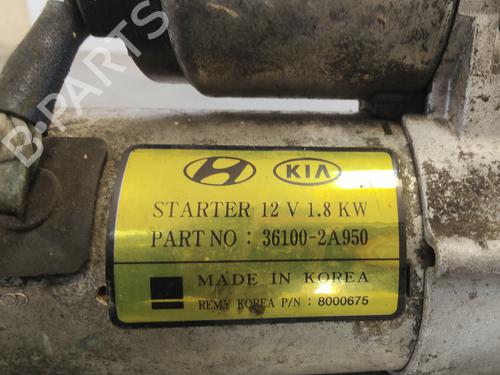 B-PARTS
KIA
STARTER 12 V 1.8 KW
PART NO : 36100-2A950
MADE IN KOREA
REMY KOREA P/N : 8000675